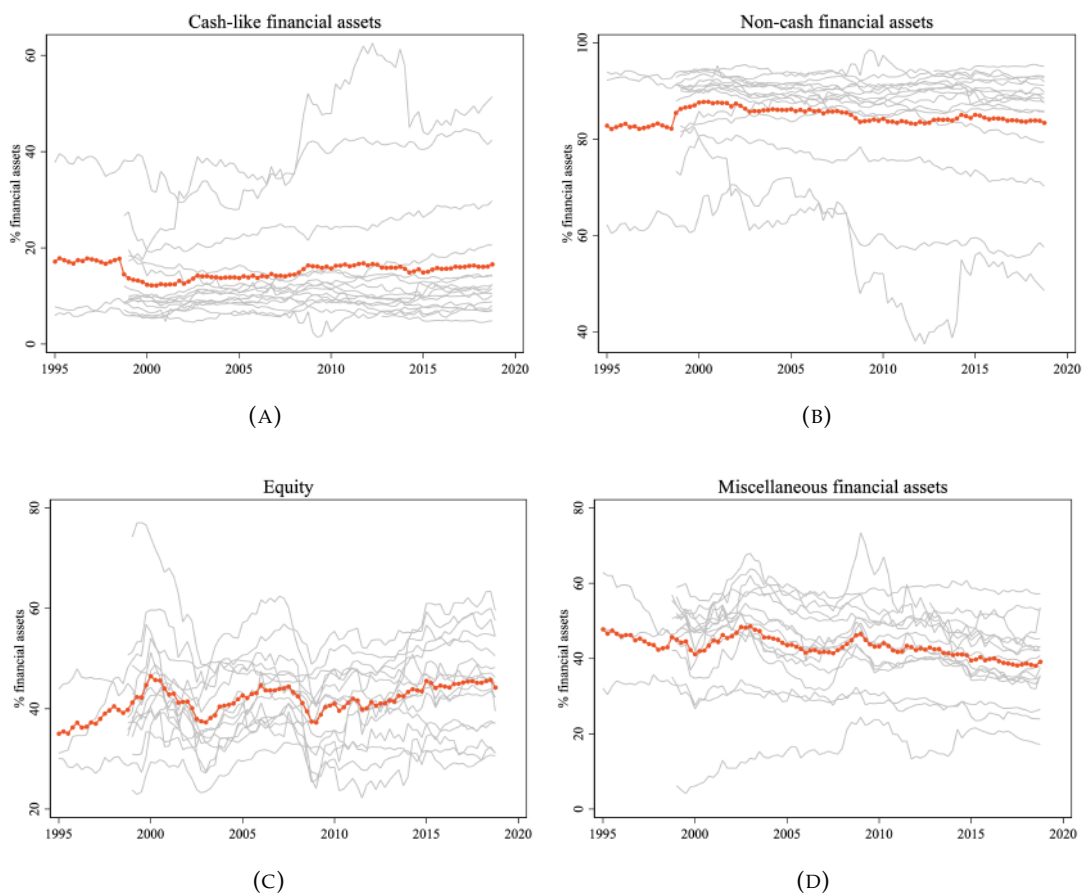 Cash-like financial assets
% financial assets
60
40
20
0
1995 2000 2005 2010 2015 2020
(A)
Non-cash financial assets
% financial assets
100
80
60
40
1995 2000 2005 2010 2015 2020
(B)
Equity
% financial assets
80
60
40
20
1995 2000 2005 2010 2015 2020
(C)
Miscellaneous financial assets
% financial assets
80
60
40
20
0
1995 2000 2005 2010 2015 2020
(D)